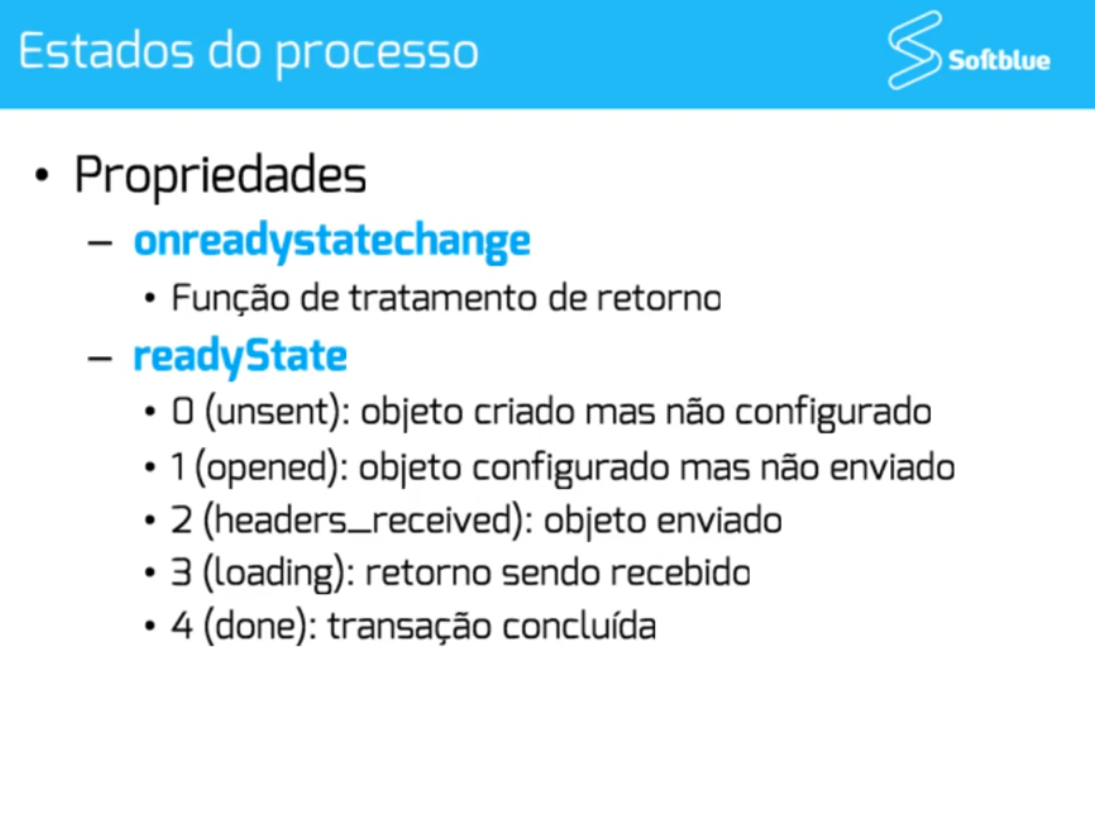 Estados do processo
Softblue
• Propriedades
– onreadystatechange
• Função de tratamento de retorno
– readyState
• 0 (unsent): objeto criado mas não configurado
• 1 (opened): objeto configurado mas não enviado
• 2 (headers_received): objeto enviado
• 3 (loading): retorno sendo recebido
• 4 (done): transação concluída